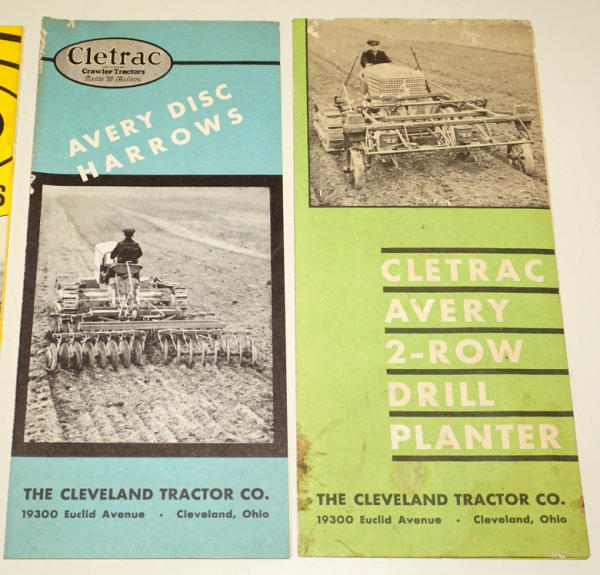 S
Cletrac
Crawler Tractors
AVERY DISC
HARROWS
THE CLEVELAND TRACTOR CO.
19300 Euclid Avenue • Cleveland, Ohio
CLETRAC
AVERY
2-ROW
DRILL
PLANTER
THE CLEVELAND TRACTOR CO.
19300 Euclid Avenue • Cleveland, Ohio